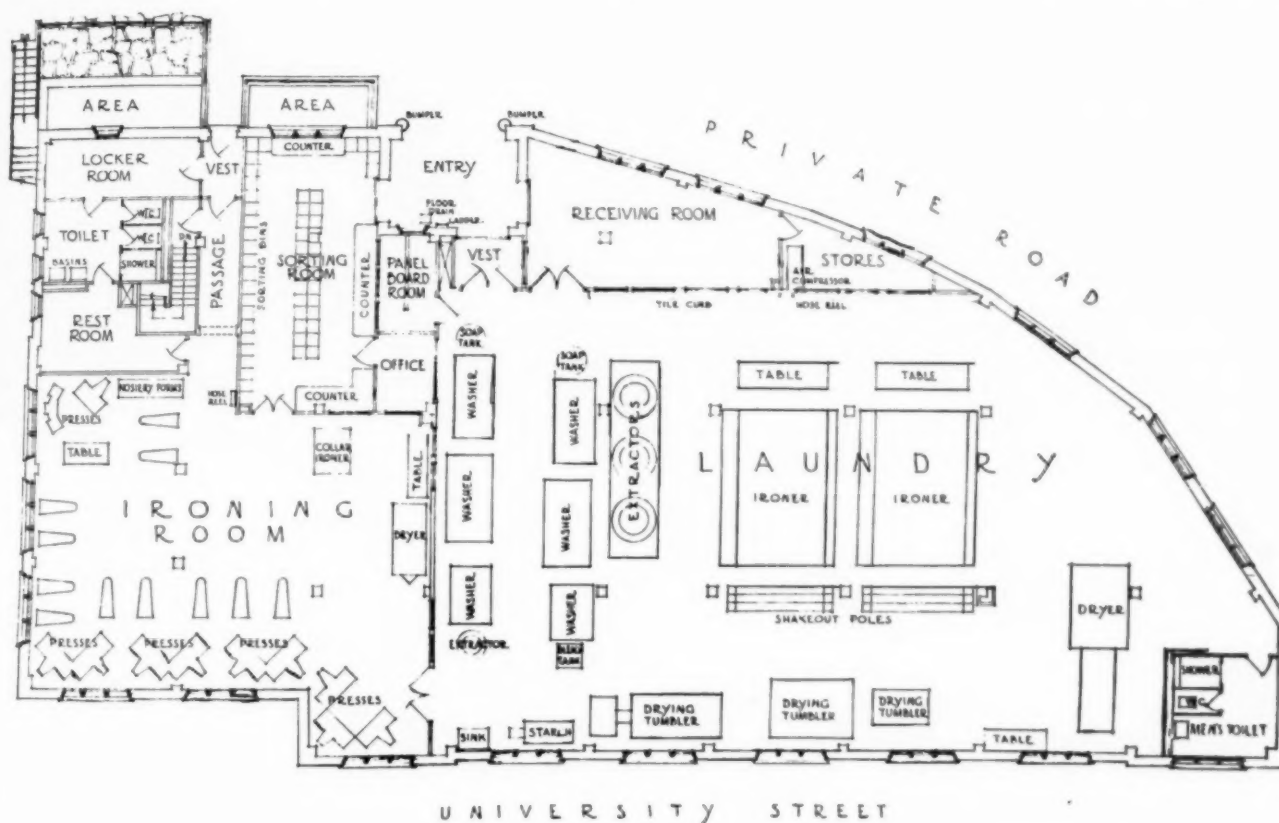 AREA
AREA
BUMPER
BUMPER
PRIVATE ROAD
LOCKER
ROOM
VEST
COUNTER
ENTRY
RECEIVING ROOM
TOILET
W.C.
W.C.
SHOWER
BASINS
DN.
PASSAGE
SORTING BINS
SORTING
ROOM
COUNTER
FLOOR
DRAIN
LADDER
PANEL
BOARD
ROOM
VEST
STORES
AIR
COMPRESSOR
TILE CURB
HOSE REEL
REST
ROOM
OFFICE
SOAP
TANK
SOAP
TANK
HOSIERY FORMS
HOSE
REEL
COUNTER
PRESSES
TABLE
COLLAR
IRONER
TABLE
WASHER
WASHER
EXTRACTORS
TABLE
TABLE
LAUNDRY
IRONER
IRONER
IRONING
ROOM
DRYER
WASHER
WASHER
WASHER
WASHER
EXTRACTOR
TANK
SHAKEOUT POLES
DRYER
PRESSES
PRESSES
PRESSES
PRESSES
SHOWER
W.C.
MEN'S TOILET
SINK
STARCH
DRYING
TUMBLER
DRYING
TUMBLER
DRYING
TUMBLER
TABLE
UNIVERSITY STREET